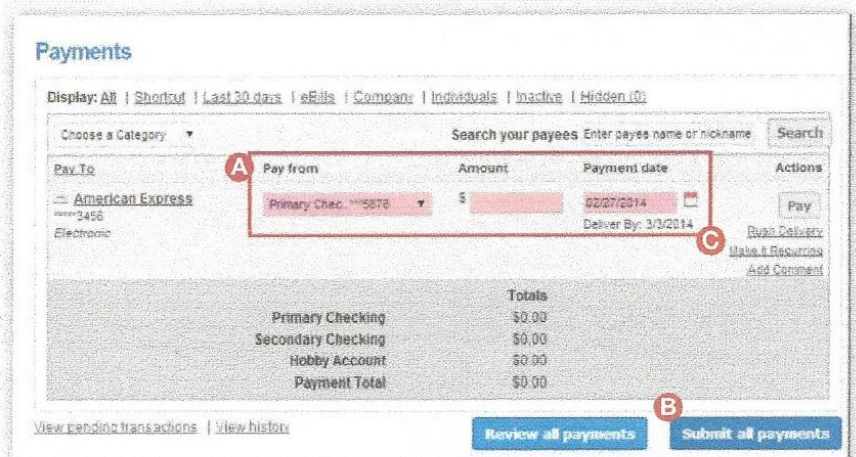 Payments
Display: All | Shortcut | Last 30 days | eBills | Company | Individuals | Inactive | Hidden (0)
Choose a Category ▼ Search your payees Enter payee name or nickname Search
Pay To A Pay from Amount Payment date Actions
American Express Primary Chec..***5678 ▼ $ 02/27/2014 Pay
*****3456 Deliver By: 3/3/2014 Rush Delivery
Electronic C Make it Recurring
Add Comment
Totals
Primary Checking $0.00
Secondary Checking $0.00
Hobby Account $0.00
Payment Total $0.00
B
View pending transactions | View history Review all payments Submit all payments